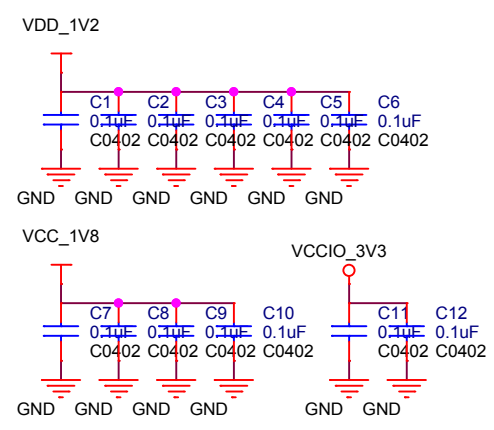 VDD_1V2
C1 C2 C3 C4 C5 C6
0.1uF 0.1uF 0.1uF 0.1uF 0.1uF 0.1uF
C0402 C0402 C0402 C0402 C0402 C0402
GND GND GND GND GND GND
VCC_1V8 VCCIO_3V3
C7 C8 C9 C10 C11 C12
0.1uF 0.1uF 0.1uF 0.1uF 0.1uF 0.1uF
C0402 C0402 C0402 C0402 C0402 C0402
GND GND GND GND GND GND